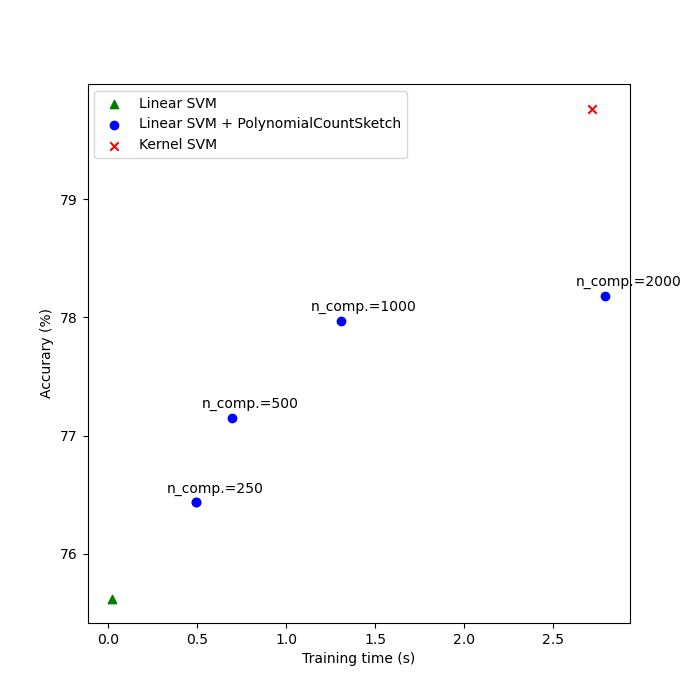 Linear SVM
Linear SVM + PolynomialCountSketch
Kernel SVM
79
n_comp.=2000
78
n_comp.=1000
n_comp.=500
77
n_comp.=250
76
Accurary (%)
0.0 0.5 1.0 1.5 2.0 2.5
Training time (s)